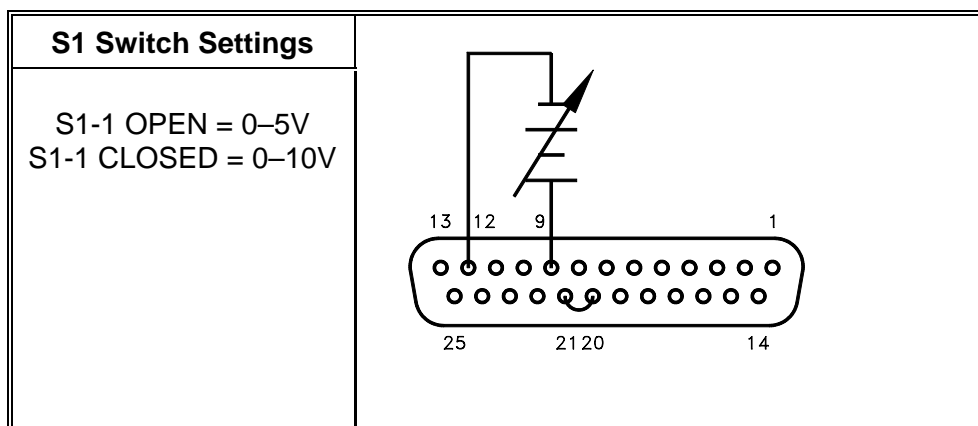 S1 Switch Settings
S1-1 OPEN = 0–5V
S1-1 CLOSED = 0–10V
13 12 9 1
25 21 20 14